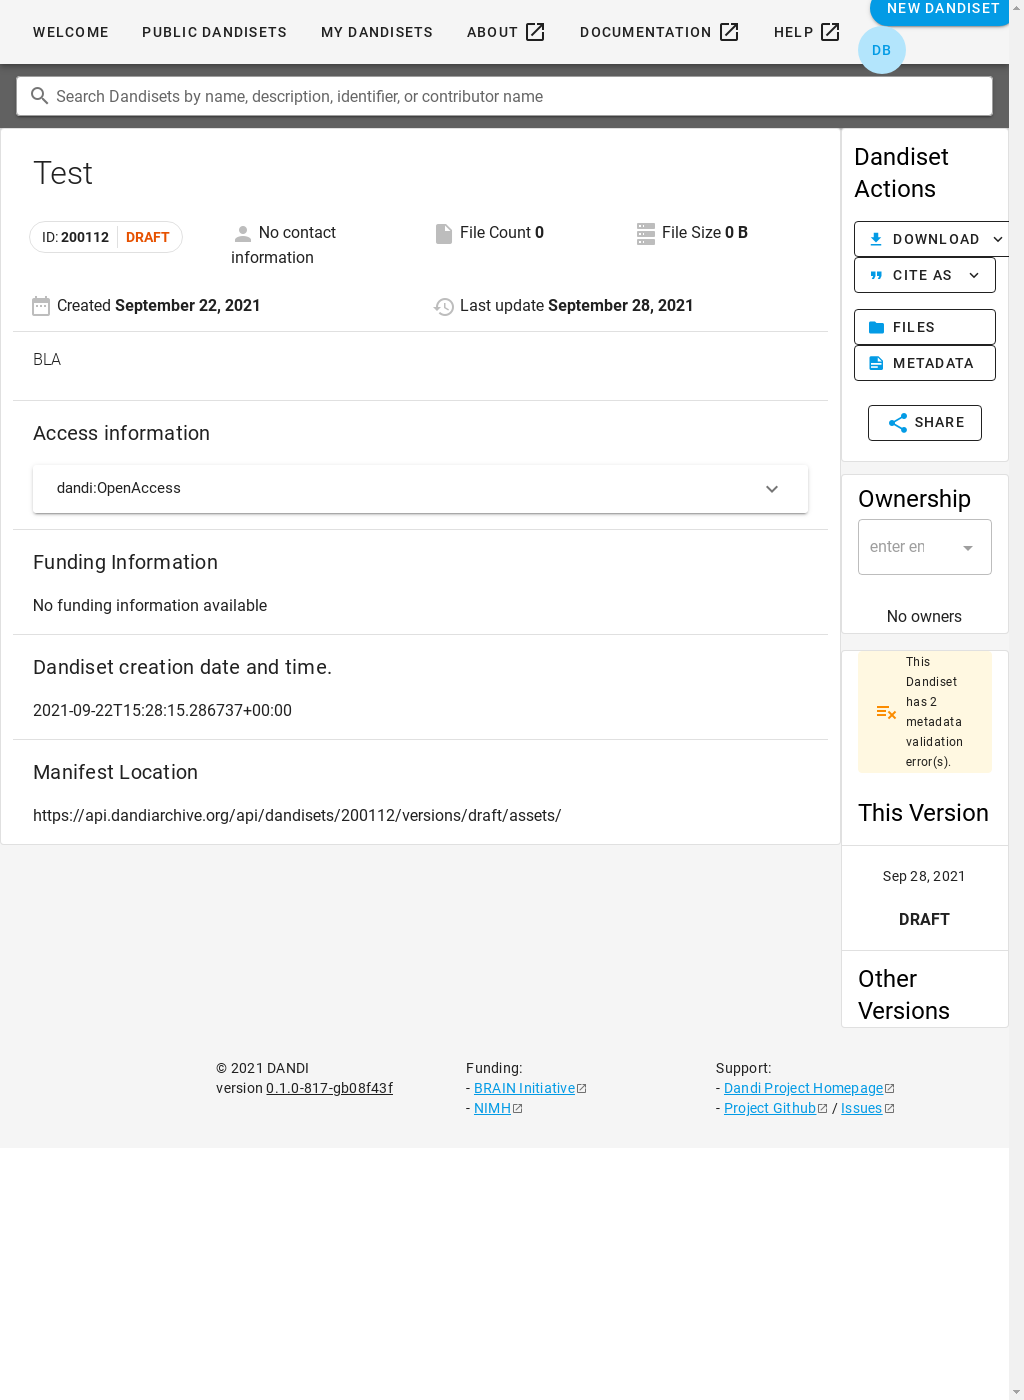 WELCOME PUBLIC DANDISETS MY DANDISETS ABOUT DOCUMENTATION HELP NEW DANDISET
DB
Search Dandisets by name, description, identifier, or contributor name
Test
ID: 200112 DRAFT
No contact
information
File Count 0
File Size 0 B
Created September 22, 2021
Last update September 28, 2021
BLA
Access information
dandi:OpenAccess
Funding Information
No funding information available
Dandiset creation date and time.
2021-09-22T15:28:15.286737+00:00
Manifest Location
https://api.dandiarchive.org/api/dandisets/200112/versions/draft/assets/
Dandiset
Actions
DOWNLOAD
CITE AS
FILES
METADATA
SHARE
Ownership
enter en
No owners
This
Dandiset
has 2
metadata
validation
error(s).
This Version
Sep 28, 2021
DRAFT
Other
Versions
© 2021 DANDI
version 0.1.0-817-gb08f43f
Funding:
- BRAIN Initiative
- NIMH
Support:
- Dandi Project Homepage
- Project Github / Issues